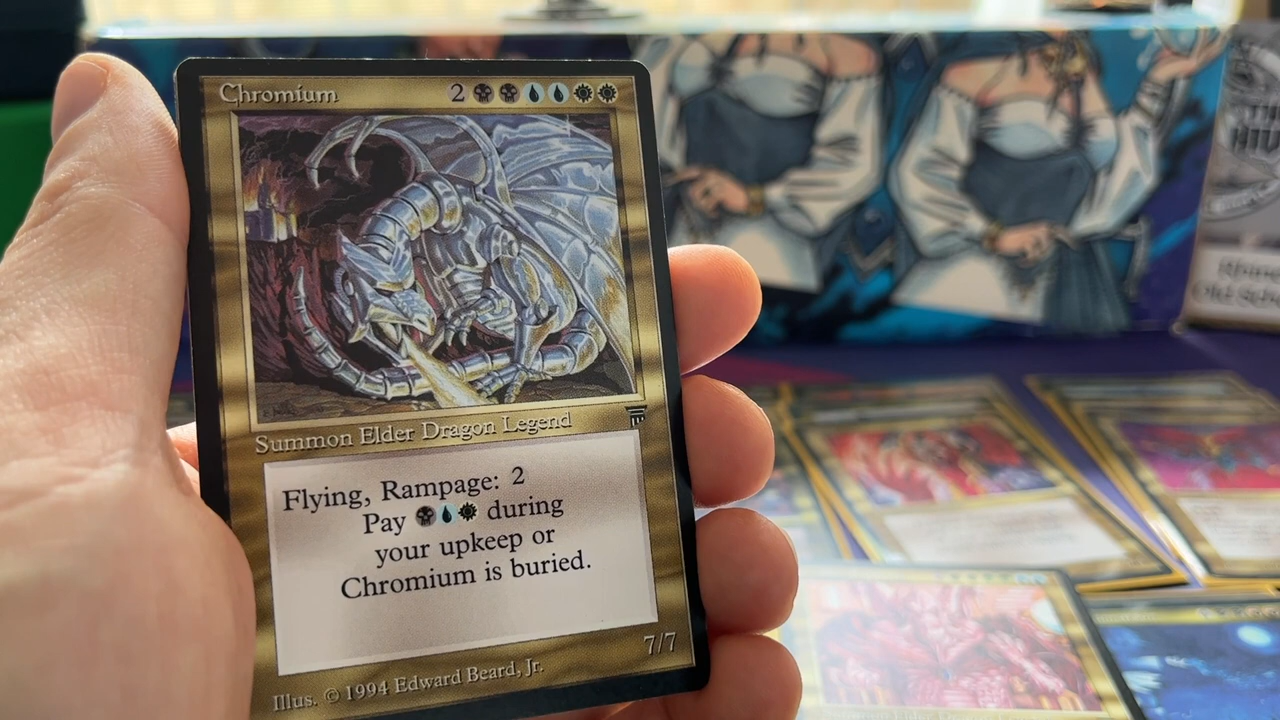 Chromium 2
Summon Elder Dragon Legend
Flying, Rampage: 2
Pay during
your upkeep or
Chromium is buried.
7/7
Illus. © 1994 Edward Beard, Jr.